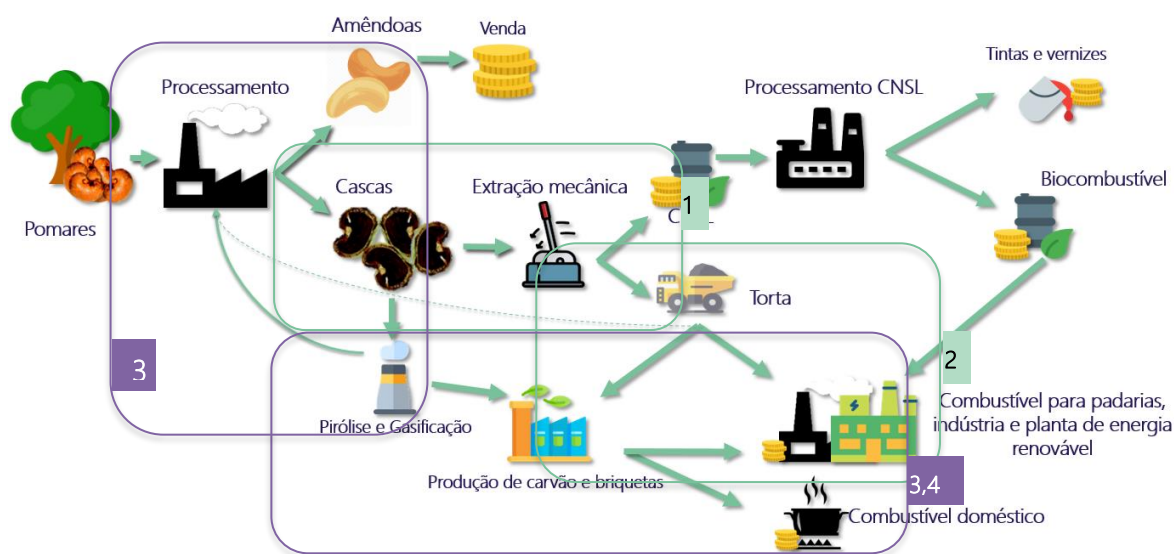 Amêndoas
Venda
Tintas e vernizes
Processamento
Processamento CNSL
Cascas
Extração mecânica
1
Biocombustível
Pomares
Torta
3
2
Pirólise e Gasificação
Combustível para padarias,
indústria e planta de energia
renovável
Produção de carvão e briquetas
3,4
Combustível doméstico